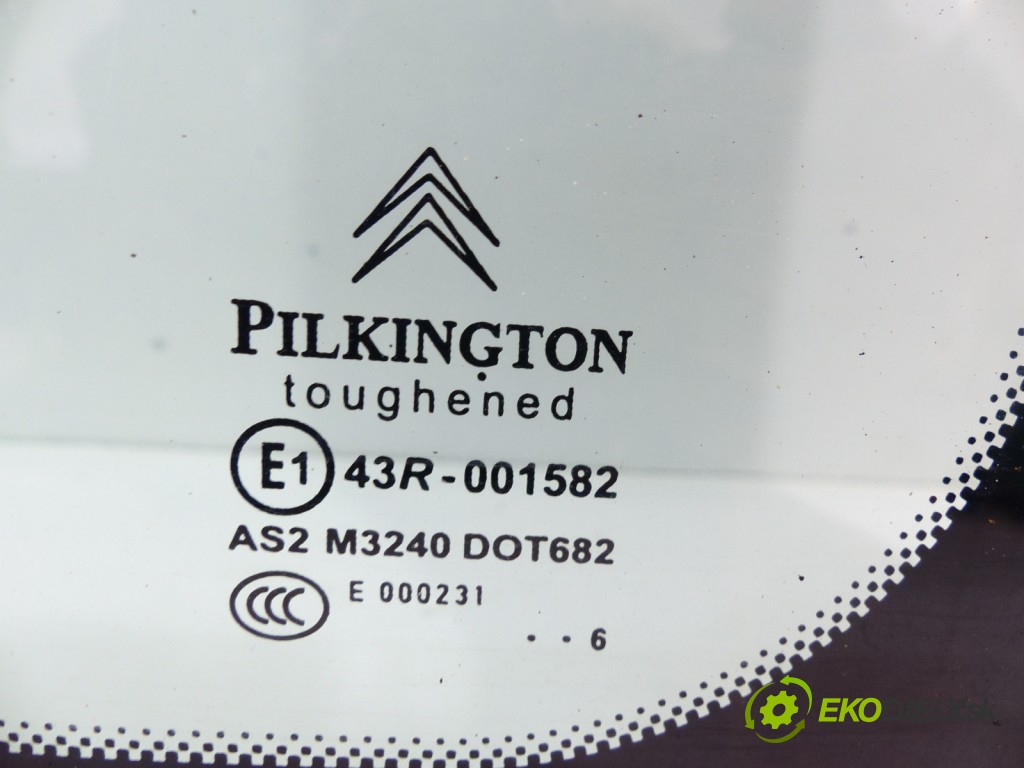 PILKINGTON
toughened
E1 43R-001582
AS2 M3240 DOT682
CCC E 000231
. . 6
EKO